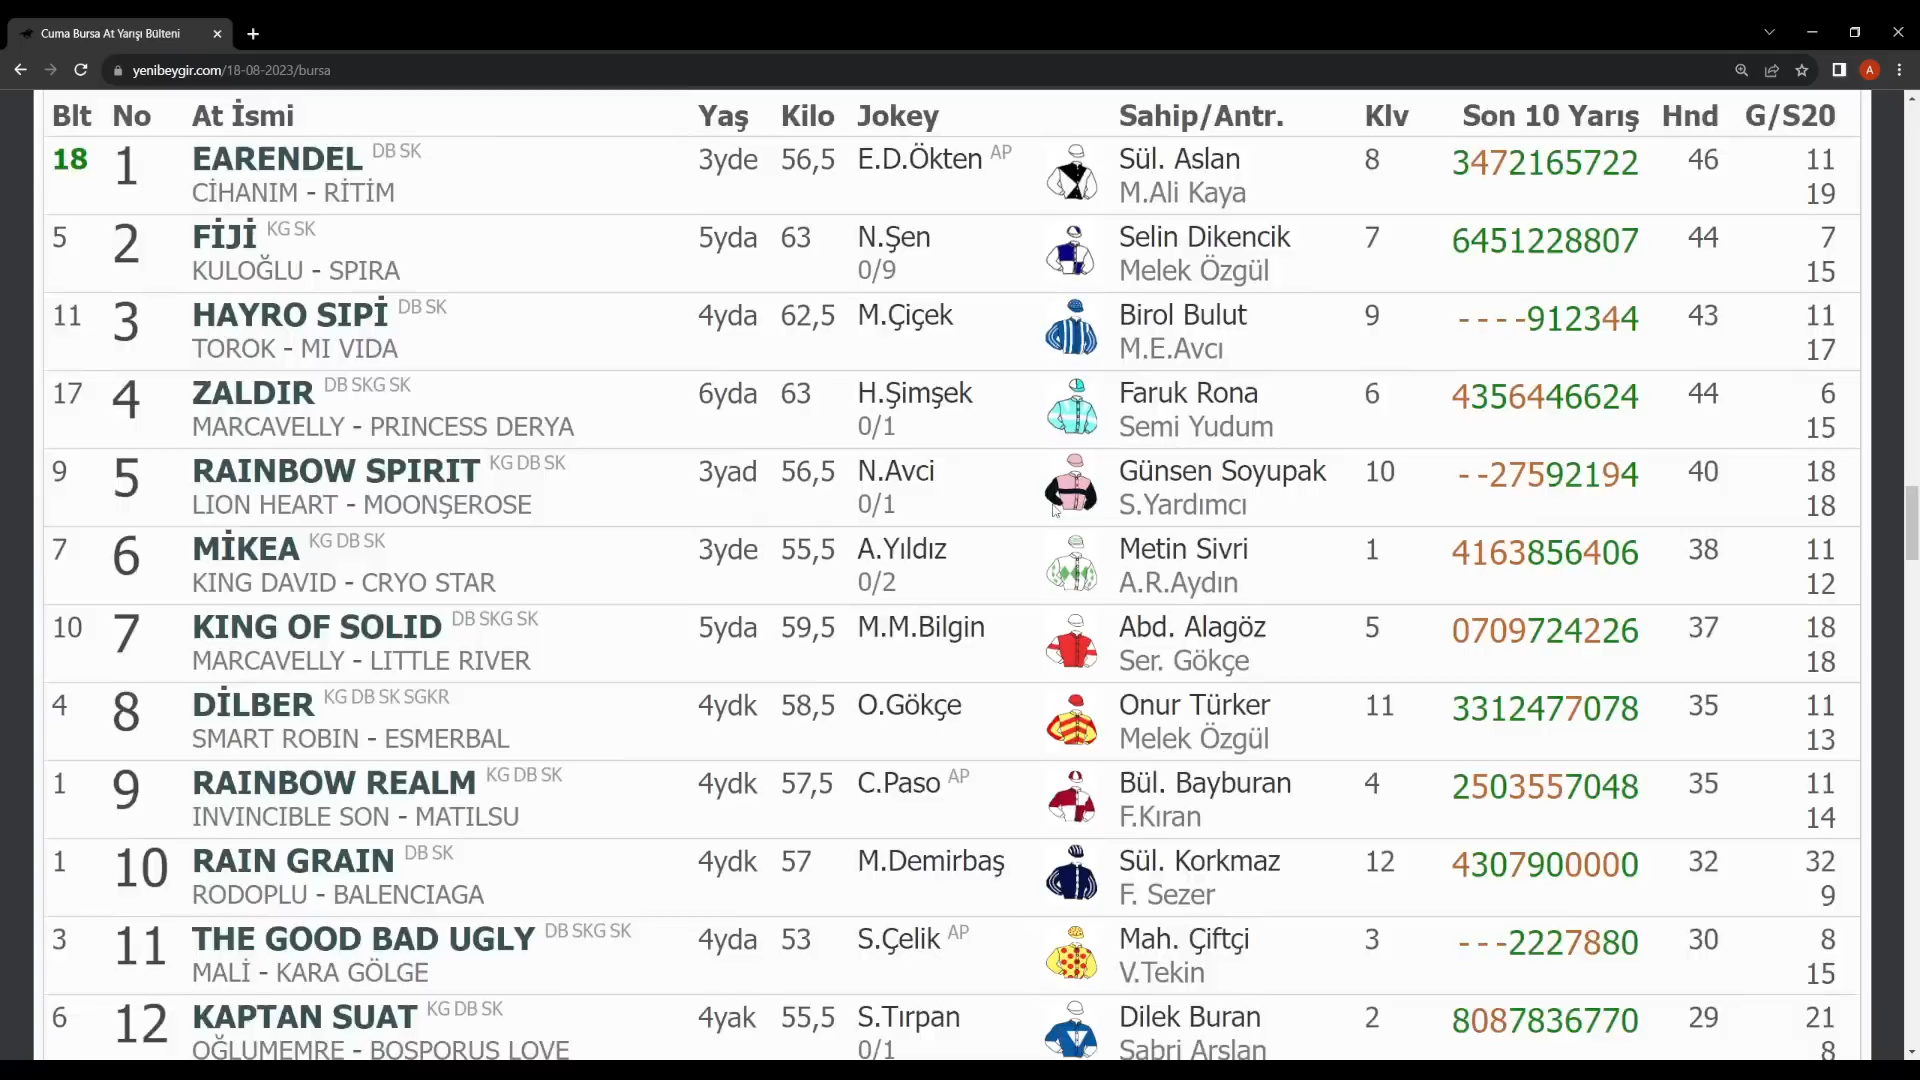 Cuma Bursa At Yarışı Bülteni
yenibeygir.com/18-08-2023/bursa
A
Blt No At İsmi Yaş Kilo Jokey Sahip/Antr. Klv Son 10 Yarış Hnd G/S20
18 1 EARENDEL DB SK 3yde 56,5 E.D.Ökten AP Sül. Aslan 8 3472165722 46 11
CİHANIM - RİTİM M.Ali Kaya 19
5 2 FİJİ KG SK 5yda 63 N.Şen Selin Dikencik 7 6451228807 44 7
KULOĞLU - SPIRA 0/9 Melek Özgül 15
11 3 HAYRO SIPİ DB SK 4yda 62,5 M.Çiçek Birol Bulut 9 ----912344 43 11
TOROK - MI VIDA M.E.Avcı 17
17 4 ZALDIR DB SKG SK 6yda 63 H.Şimşek Faruk Rona 6 4356446624 44 6
MARCAVELLY - PRINCESS DERYA 0/1 Semi Yudum 15
9 5 RAINBOW SPIRIT KG DB SK 3yad 56,5 N.Avci Günsen Soyupak 10 --27592194 40 18
LION HEART - MOONŞEROSE 0/1 S.Yardımcı 18
7 6 MİKEA KG DB SK 3yde 55,5 A.Yıldız Metin Sivri 1 4163856406 38 11
KING DAVID - CRYO STAR 0/2 A.R.Aydın 12
10 7 KING OF SOLID DB SKG SK 5yda 59,5 M.M.Bilgin Abd. Alagöz 5 0709724226 37 18
MARCAVELLY - LITTLE RIVER Ser. Gökçe 18
4 8 DİLBER KG DB SK SGKR 4ydk 58,5 O.Gökçe Onur Türker 11 3312477078 35 11
SMART ROBIN - ESMERBAL Melek Özgül 13
1 9 RAINBOW REALM KG DB SK 4ydk 57,5 C.Paso AP Bül. Bayburan 4 2503557048 35 11
INVINCIBLE SON - MATILSU F.Kıran 14
1 10 RAIN GRAIN DB SK 4ydk 57 M.Demirbaş Sül. Korkmaz 12 4307900000 32 32
RODOPLU - BALENCIAGA F. Sezer 9
3 11 THE GOOD BAD UGLY DB SKG SK 4yda 53 S.Çelik AP Mah. Çiftçi 3 ---2227880 30 8
MALİ - KARA GÖLGE V.Tekin 15
6 12 KAPTAN SUAT KG DB SK 4yak 55,5 S.Tırpan Dilek Buran 2 8087836770 29 21
OĞLUMEMRE - BOSPORUS LOVE 0/1 Sabri Arslan 8